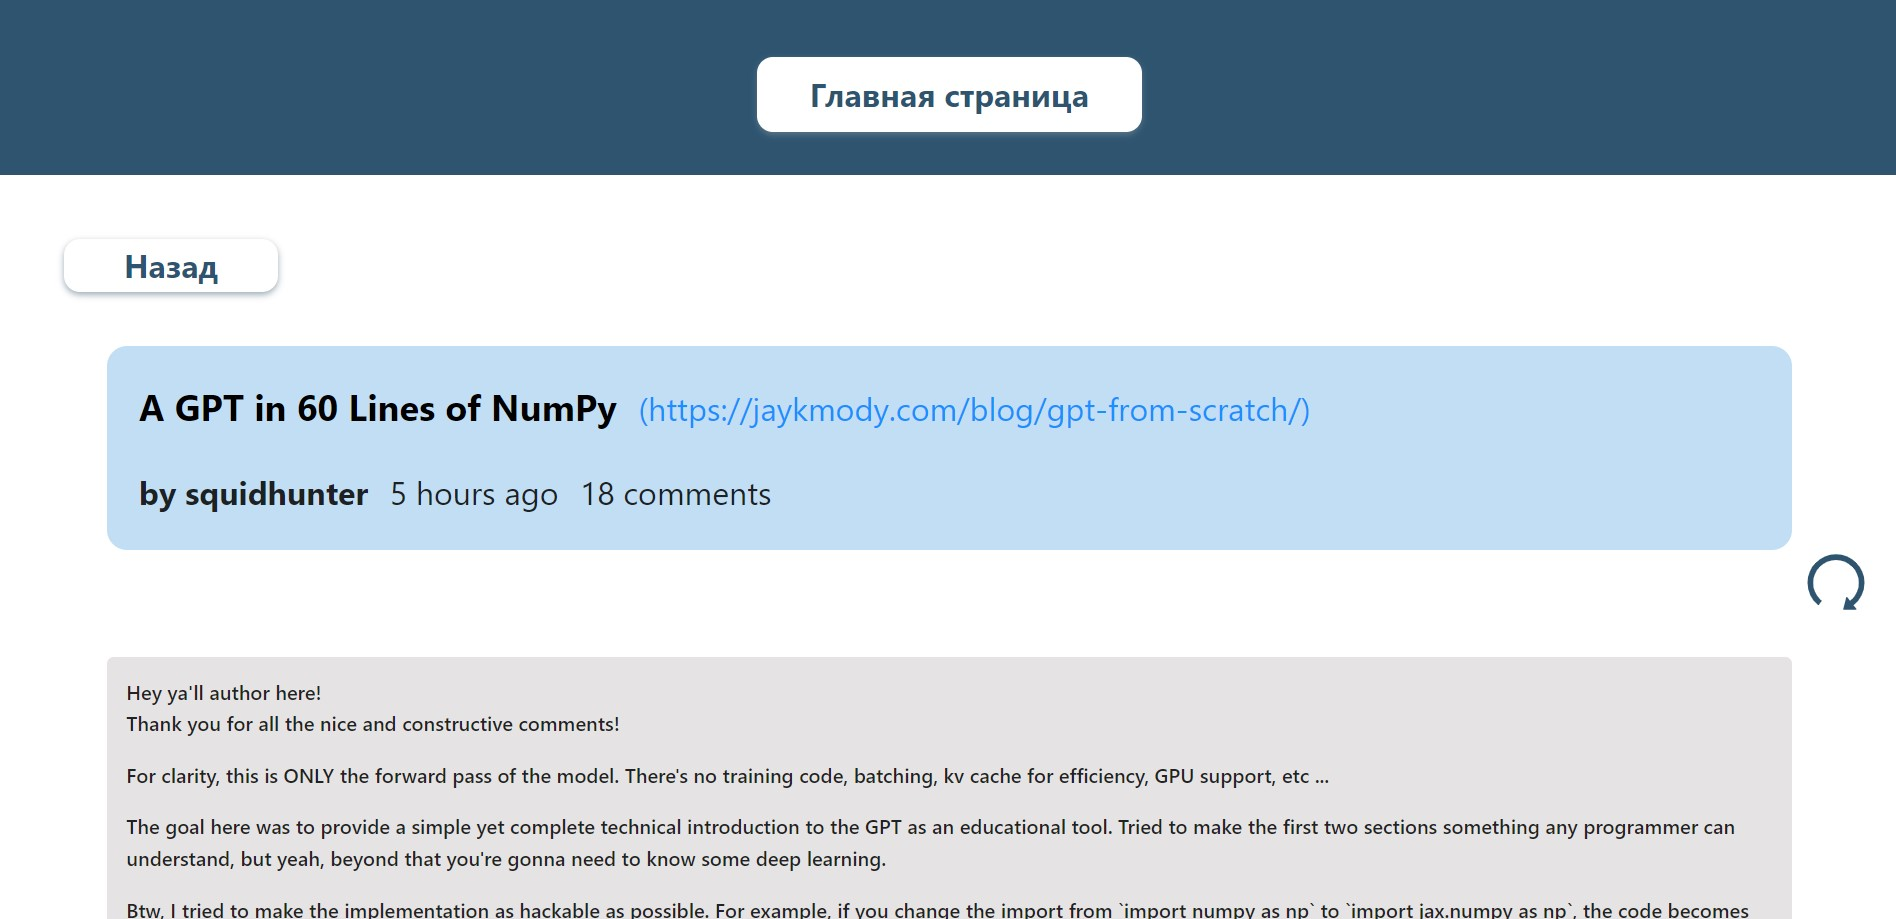 Главная страница
Назад
A GPT in 60 Lines of NumPy (https://jaykmody.com/blog/gpt-from-scratch/)
by squidhunter 5 hours ago 18 comments
Hey ya'll author here!
Thank you for all the nice and constructive comments!
For clarity, this is ONLY the forward pass of the model. There's no training code, batching, kv cache for efficiency, GPU support, etc ...
The goal here was to provide a simple yet complete technical introduction to the GPT as an educational tool. Tried to make the first two sections something any programmer can
understand, but yeah, beyond that you're gonna need to know some deep learning.
Btw, I tried to make the implementation as hackable as possible. For example, if you change the import from `import numpy as np` to `import jax.numpy as np`, the code becomes